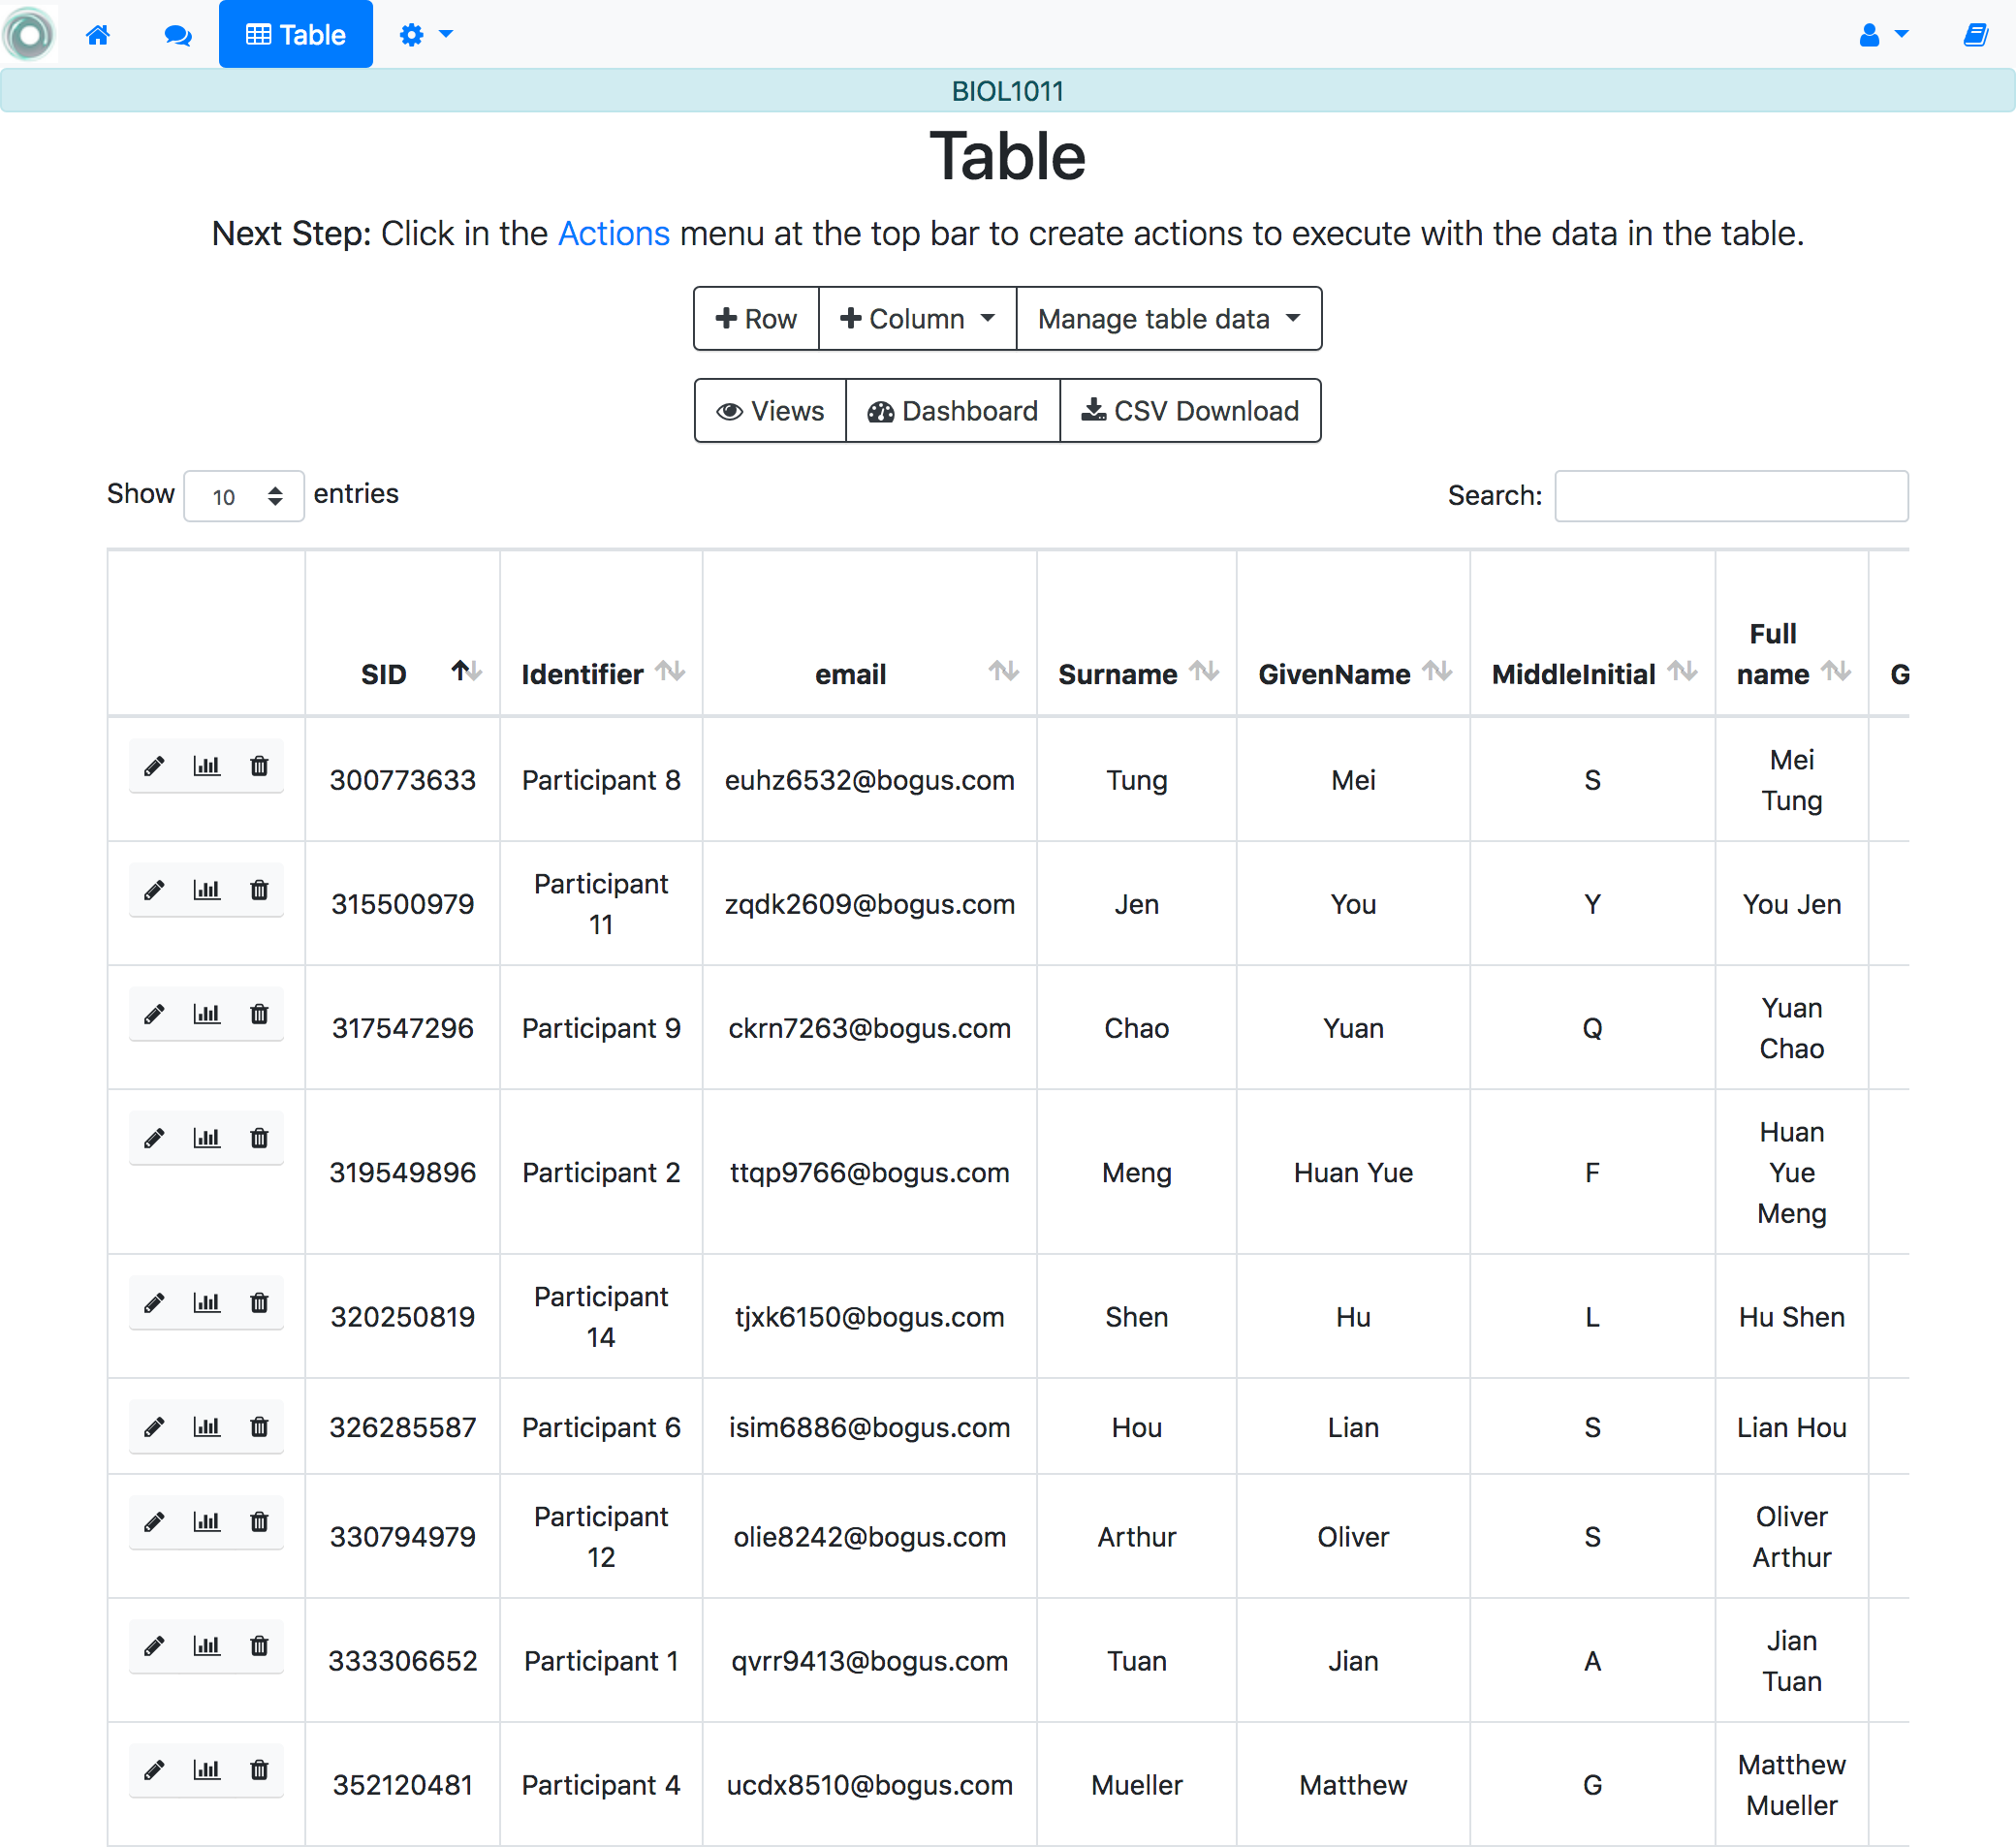 Table
BIOL1011
Table
Next Step: Click in the Actions menu at the top bar to create actions to execute with the data in the table.
Row Column Manage table data
Views Dashboard CSV Download
Show 10 entries Search:
SID Identifier email Surname GivenName MiddleInitial Full name G
300773633 Participant 8 euhz6532@bogus.com Tung Mei S Mei Tung
315500979 Participant 11 zqdk2609@bogus.com Jen You Y You Jen
317547296 Participant 9 ckrn7263@bogus.com Chao Yuan Q Yuan Chao
319549896 Participant 2 ttqp9766@bogus.com Meng Huan Yue F Huan Yue Meng
320250819 Participant 14 tjxk6150@bogus.com Shen Hu L Hu Shen
326285587 Participant 6 isim6886@bogus.com Hou Lian S Lian Hou
330794979 Participant 12 olie8242@bogus.com Arthur Oliver S Oliver Arthur
333306652 Participant 1 qvrr9413@bogus.com Tuan Jian A Jian Tuan
352120481 Participant 4 ucdx8510@bogus.com Mueller Matthew G Matthew Mueller